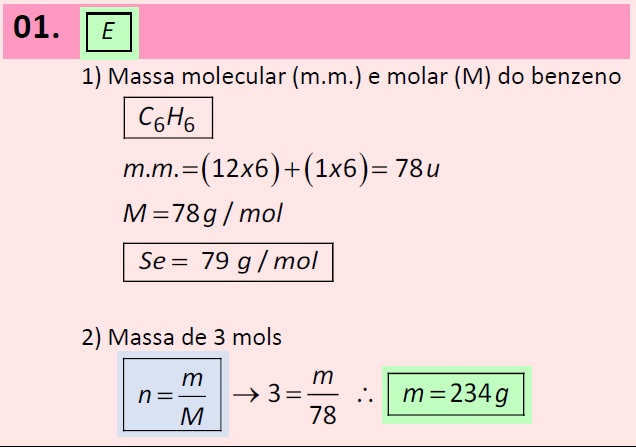 01. E
1) Massa molecular (m.m.) e molar (M) do benzeno
C₆H₆
m.m.=(12x6)+(1x6)= 78u
M=78g / mol
Se = 79 g / mol
2) Massa de 3 mols
n = m/M → 3 = m/78 ∴ m = 234g